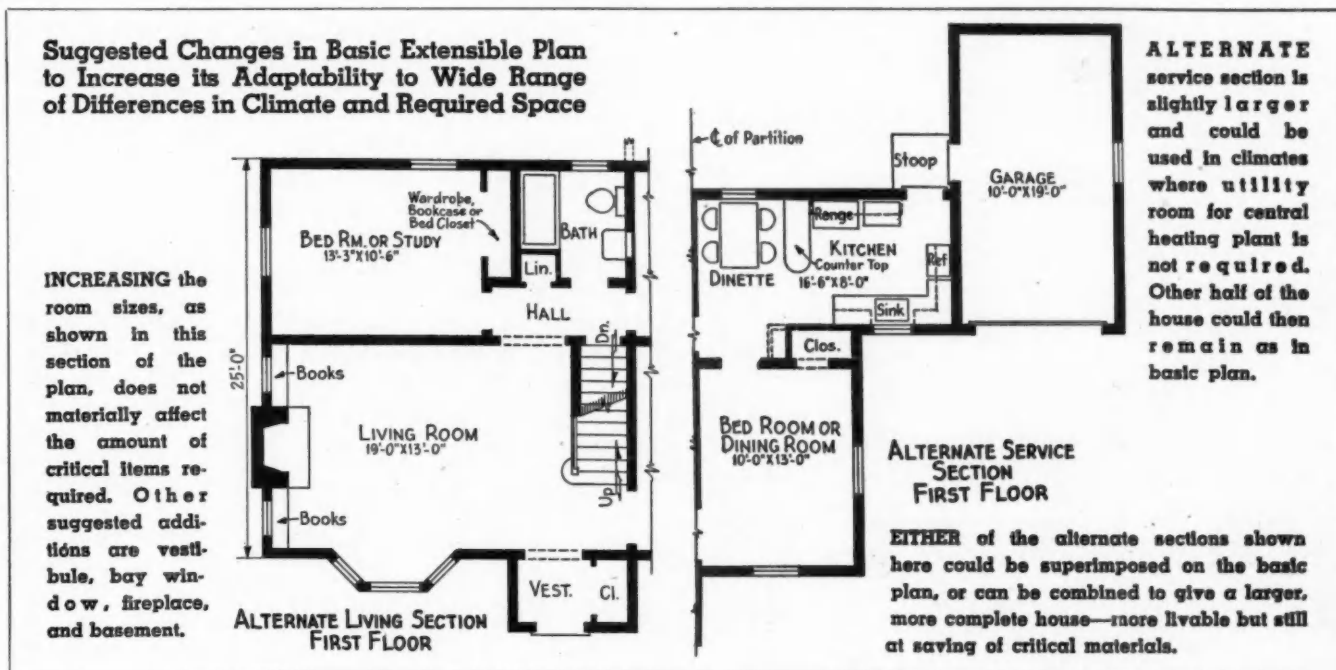 Suggested Changes in Basic Extensible Plan
to Increase its Adaptability to Wide Range
of Differences in Climate and Required Space
INCREASING the
room sizes, as
shown in this
section of the
plan, does not
materially affect
the amount of
critical items re-
quired. Other
suggested addi-
tions are vesti-
bule, bay win-
dow, fireplace,
and basement.
25'-0"
BED RM. OR STUDY
13'-3"X10'-6"
Wardrobe,
Bookcase or
Bed Closet
BATH
Lin.
HALL
Dn.
Books
LIVING ROOM
19'-0"X13'-0"
Up
Books
VEST.
Cl.
ALTERNATE LIVING SECTION
FIRST FLOOR
℄ of Partition
Stoop
GARAGE
10'-0"X19'-0"
Range
KITCHEN
Counter Top
16'-6"X8'-0"
DINETTE
Ref
Sink
Clos.
BED ROOM OR
DINING ROOM
10'-0"X13'-0"
ALTERNATE SERVICE
SECTION
FIRST FLOOR
ALTERNATE
service section is
slightly larger
and could be
used in climates
where utility
room for central
heating plant is
not required.
Other half of the
house could then
remain as in
basic plan.
EITHER of the alternate sections shown
here could be superimposed on the basic
plan, or can be combined to give a larger,
more complete house—more livable but still
at saving of critical materials.